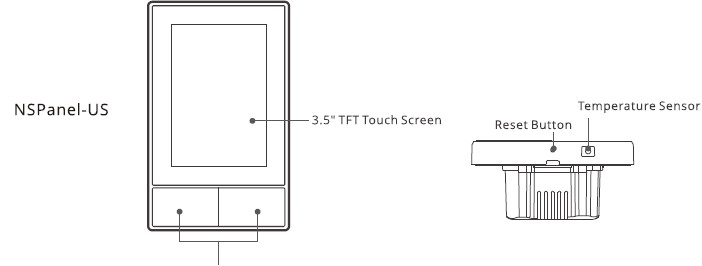 NSPanel-US
3.5" TFT Touch Screen
Temperature Sensor
Reset Button